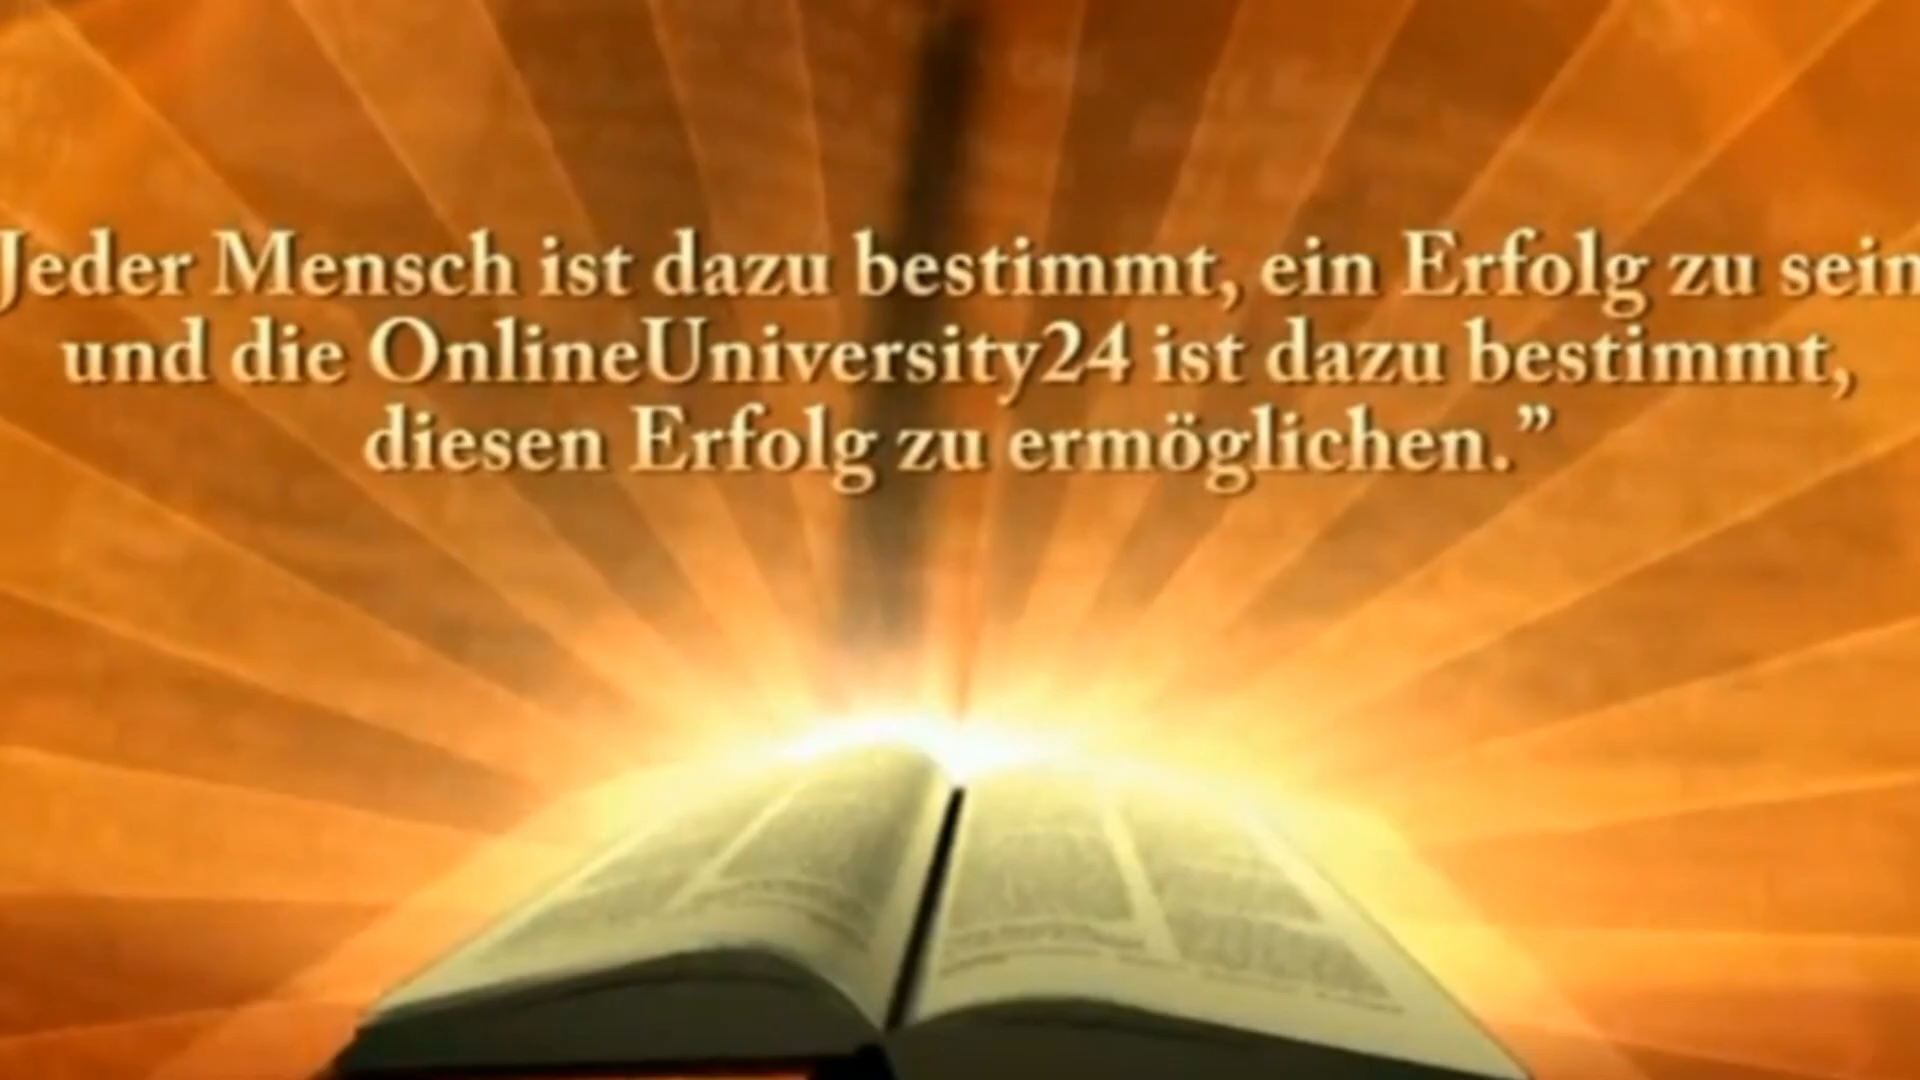 Jeder Mensch ist dazu bestimmt, ein Erfolg zu sein
und die OnlineUniversity24 ist dazu bestimmt,
diesen Erfolg zu ermöglichen.”